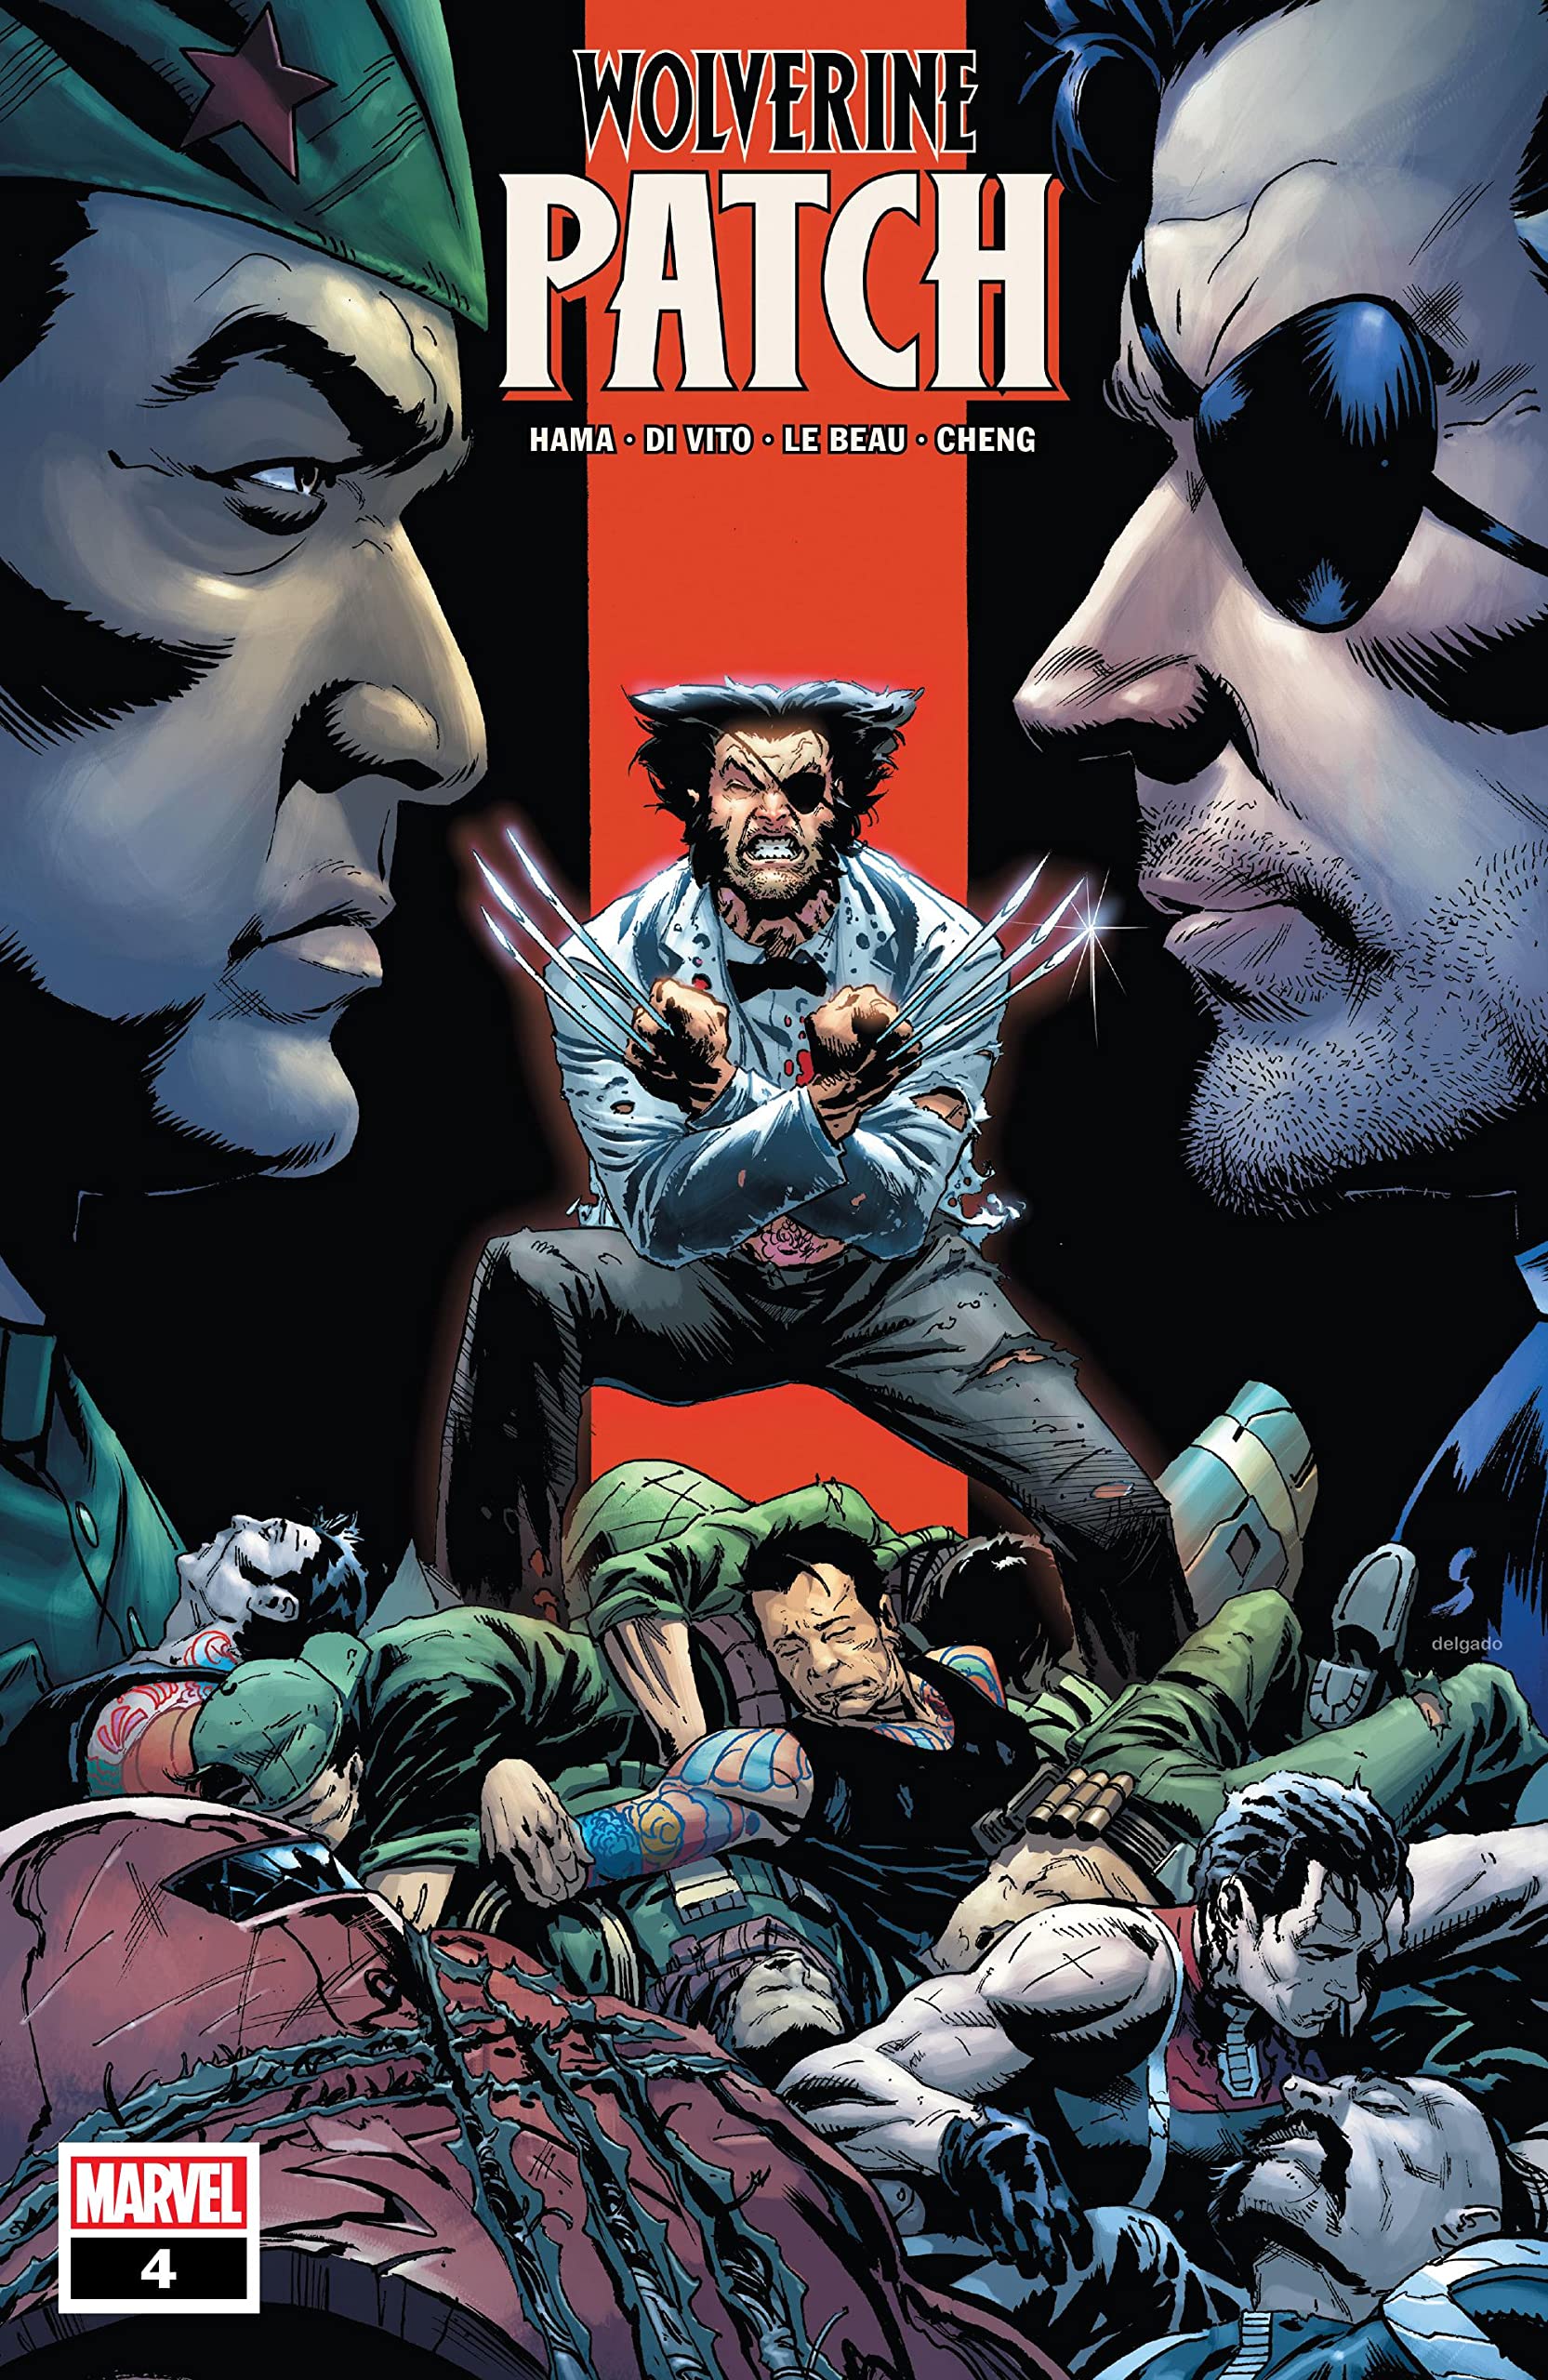 WOLVERINE
PATCH
HAMA • DI VITO • LE BEAU • CHENG
delgado
MARVEL
4